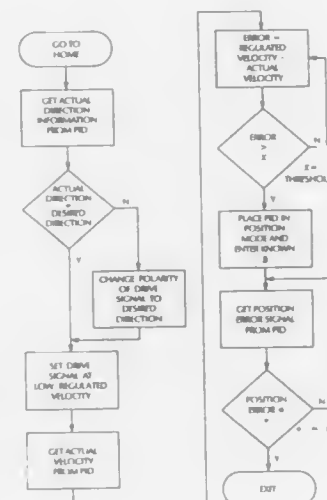 GO TO
HOME
GET ACTUAL
DIRECTION
INFORMATION
FROM PID
ACTUAL
DIRECTION
=
DESIRED
DIRECTION
N
Y
CHANGE POLARITY
OF DRIVE
SIGNAL TO
DESIRED
DIRECTION
SET DRIVE
SIGNAL AT
LOW REGULATED
VELOCITY
GET ACTUAL
VELOCITY
FROM PID
ERROR =
REGULATED
VELOCITY -
ACTUAL
VELOCITY
ERROR
>
X
N
X =
THRESHOLD
Y
PLACE PID IN
POSITION
MODE AND
ENTER KNOWN
GET POSITION
ERROR SIGNAL
FROM PID
POSITION
ERROR =
N
Y
EXIT